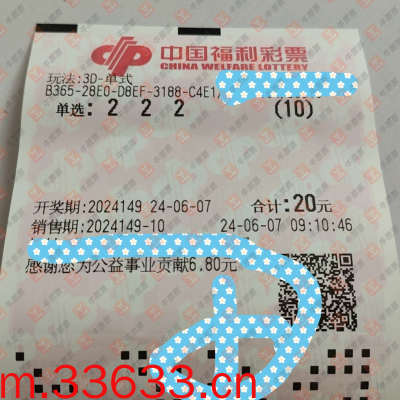 中国福利彩票
CHINA WELFARE LOTTERY
玩法:3D-单式
B365-28E0-D8EF-3188-C4E1/
单选: 2 2 2 (10)
开奖期:2024149 24-06-07 合计:20元
销售期:2024149-10 24-06-07 09:10:46
感谢您为公益事业贡献6.80元
m.33633.cn